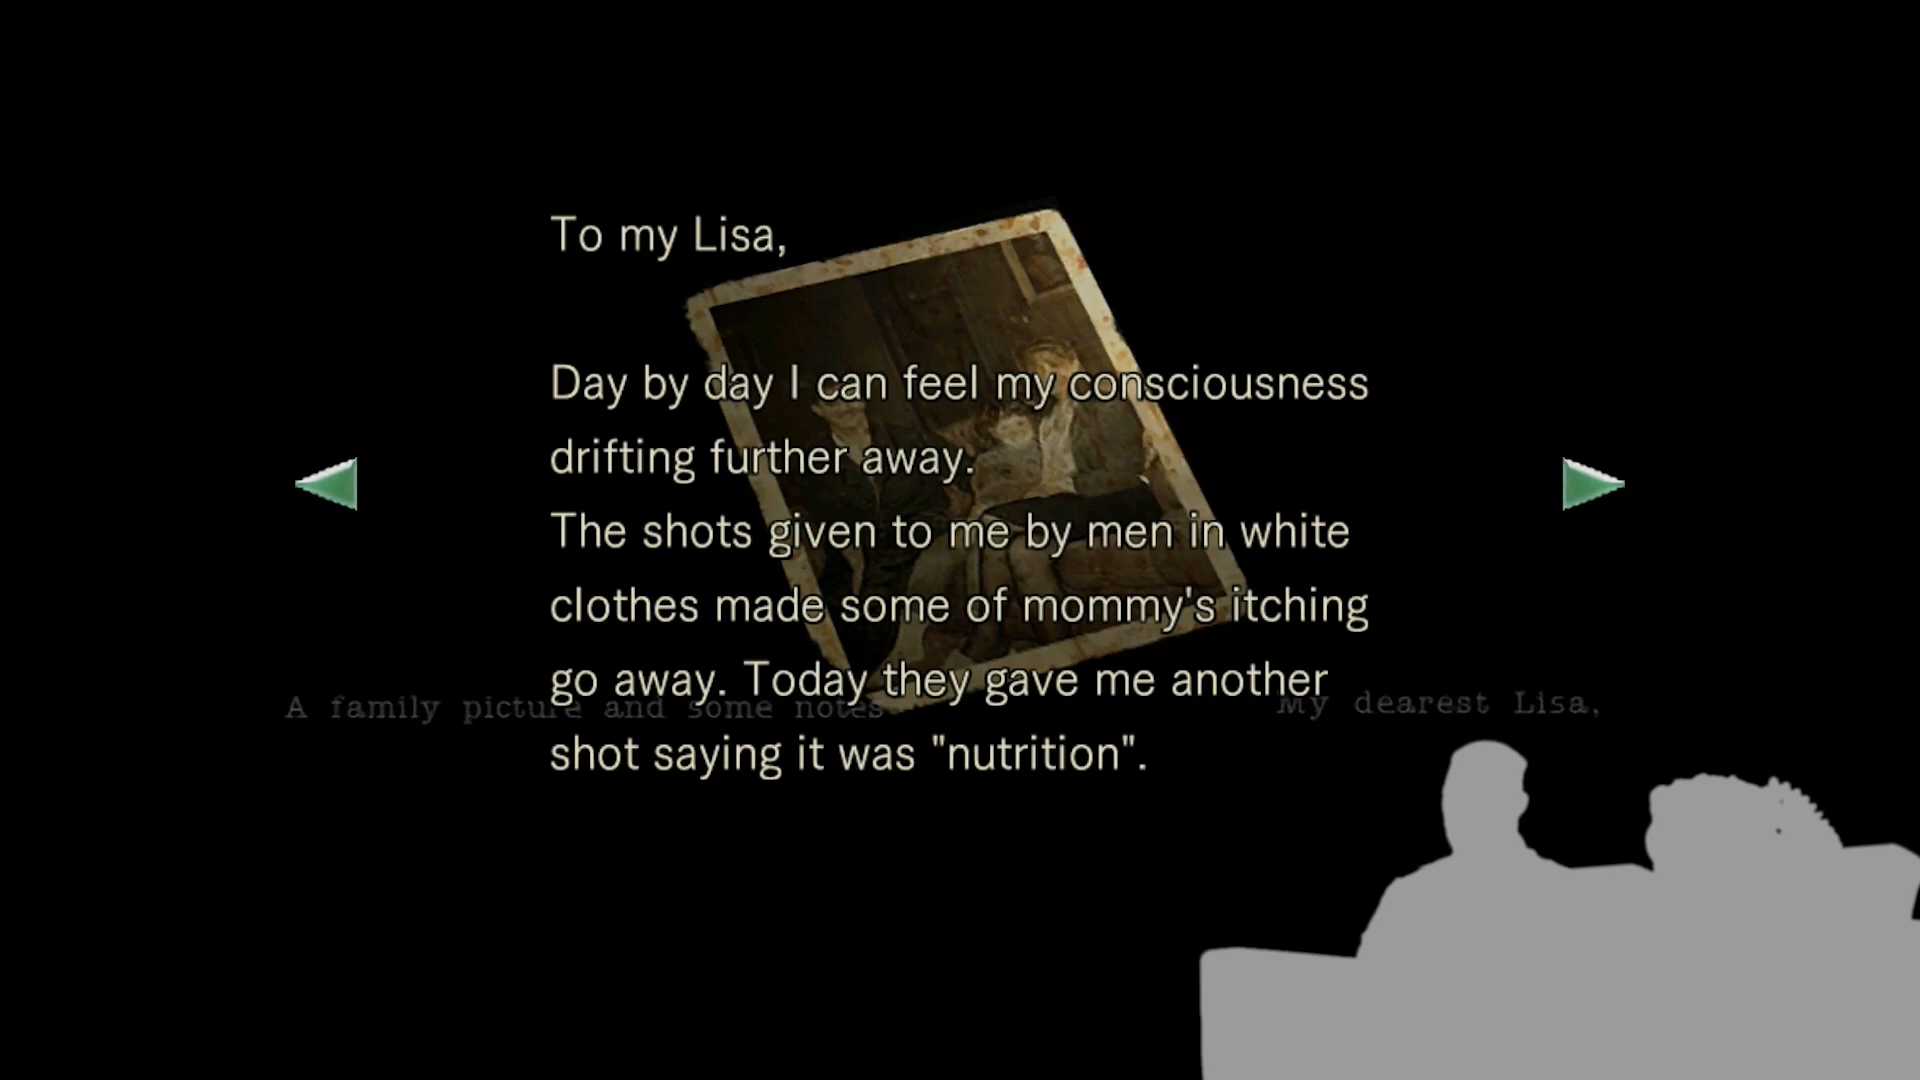 To my Lisa,
Day by day I can feel my consciousness
drifting further away.
The shots given to me by men in white
clothes made some of mommy's itching
go away. Today they gave me another
shot saying it was "nutrition".
A family picture and some notes
My dearest Lisa,